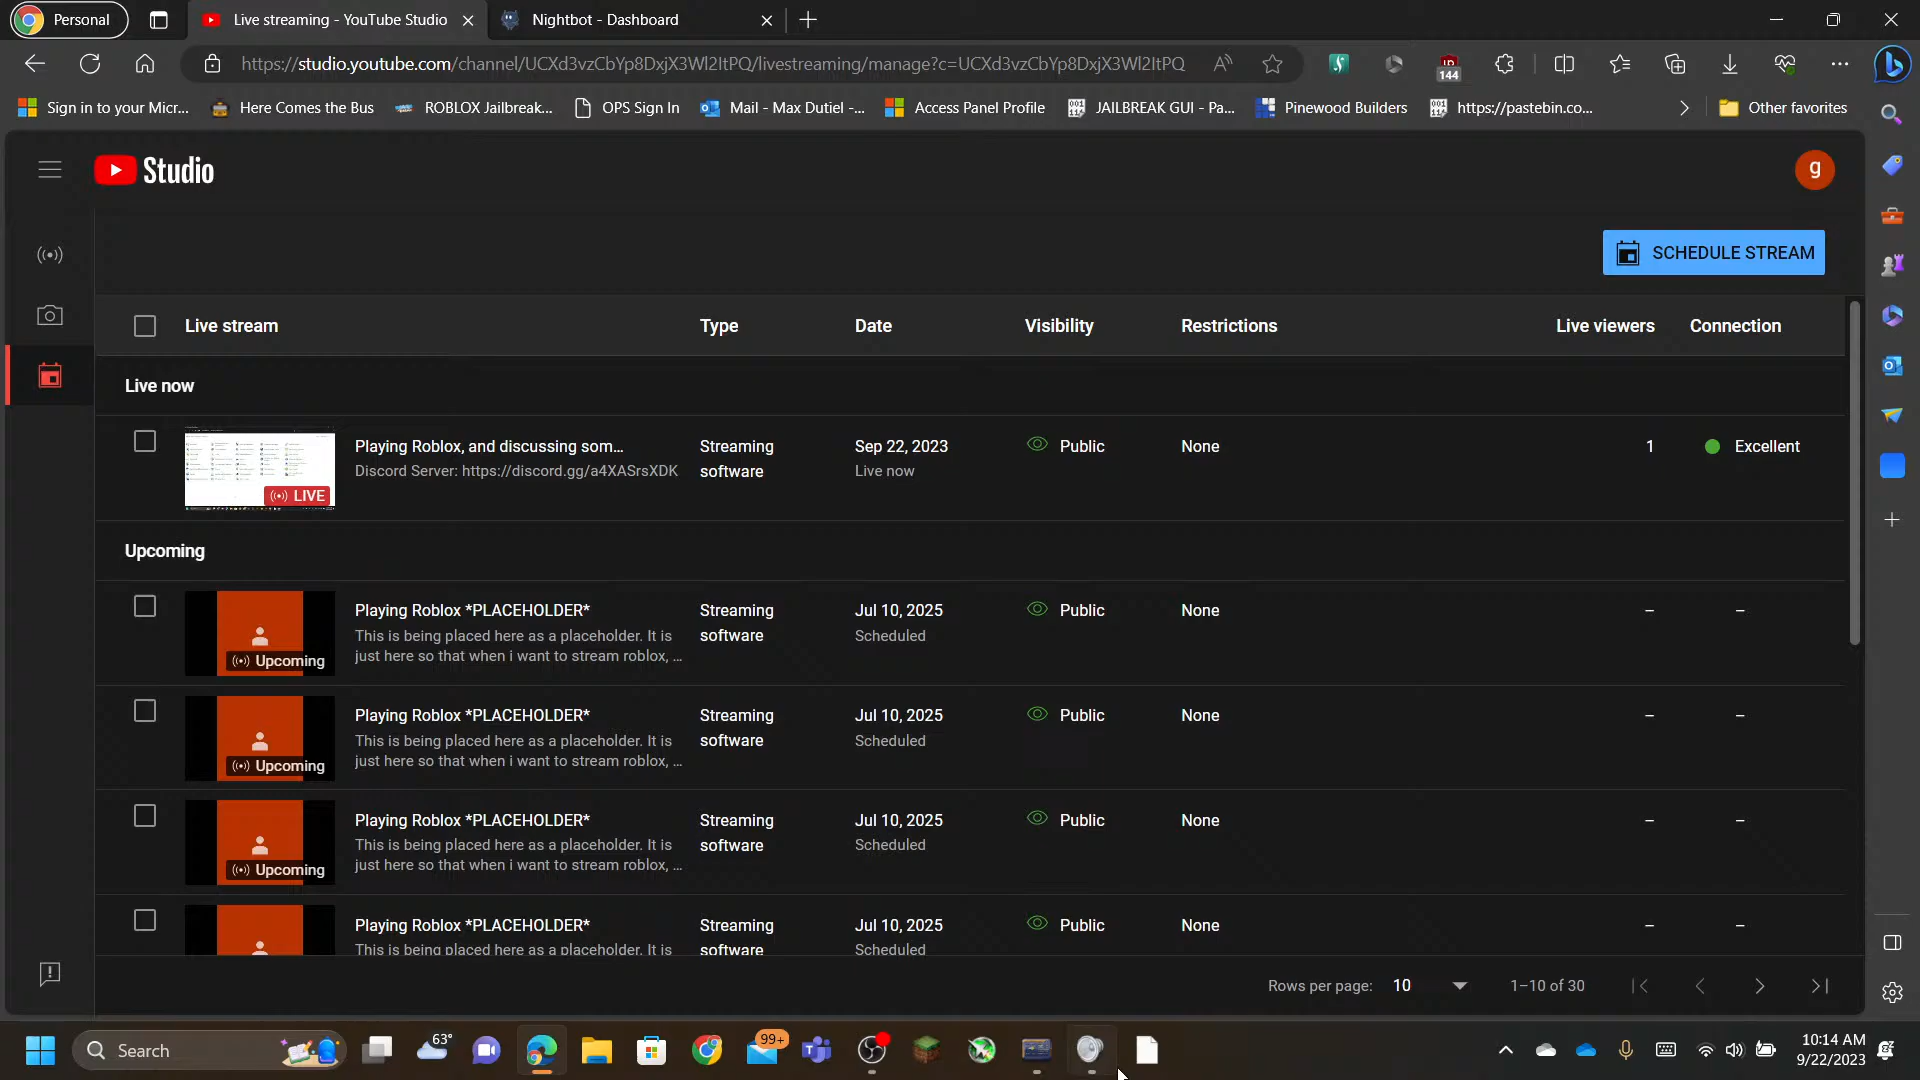 Personal
Live streaming - YouTube Studio
Nightbot - Dashboard
https://studio.youtube.com/channel/UCXd3vzCbYp8DxjX3Wl2ItPQ/livestreaming/manage?c=UCXd3vzCbYp8DxjX3Wl2ItPQ
144
Sign in to your Micr...
Here Comes the Bus
ROBLOX Jailbreak...
OPS Sign In
Mail - Max Dutiel -...
Access Panel Profile
JAILBREAK GUI - Pa...
Pinewood Builders
https://pastebin.co...
Other favorites
Studio
g
SCHEDULE STREAM
Live stream Type Date Visibility Restrictions Live viewers Connection
Live now
Playing Roblox, and discussing som... Streaming software Sep 22, 2023 Public None 1 Excellent
Discord Server: https://discord.gg/a4XASrsXDK Live now
LIVE
Upcoming
Playing Roblox *PLACEHOLDER* Streaming software Jul 10, 2025 Public None – –
This is being placed here as a placeholder. It is Scheduled
just here so that when i want to stream roblox, ...
Upcoming
Playing Roblox *PLACEHOLDER* Streaming software Jul 10, 2025 Public None – –
This is being placed here as a placeholder. It is Scheduled
just here so that when i want to stream roblox, ...
Upcoming
Playing Roblox *PLACEHOLDER* Streaming software Jul 10, 2025 Public None – –
This is being placed here as a placeholder. It is Scheduled
just here so that when i want to stream roblox, ...
Upcoming
Playing Roblox *PLACEHOLDER* Streaming software Jul 10, 2025 Public None – –
This is being placed here as a placeholder. It is Scheduled
Rows per page: 10 1–10 of 30
Search
63°
99+
10:14 AM
9/22/2023